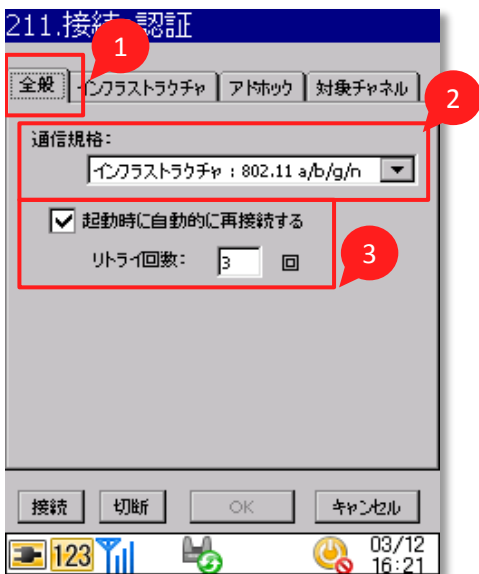 211.接続 認証
1
全般 インフラストラクチャ アドホック 対象チャネル
2
通信規格：
インフラストラクチャ：802.11 a/b/g/n
起動時に自動的に再接続する
リトライ回数： 3 回
3
接続 切断 OK キャンセル
123 03/12
16:21